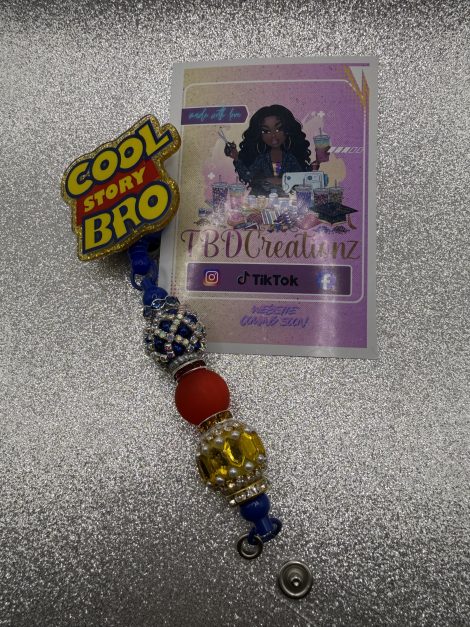 COOL
STORY
BRO
made with love
TBDCreationz
TikTok
WEBSITE
COMING SOON